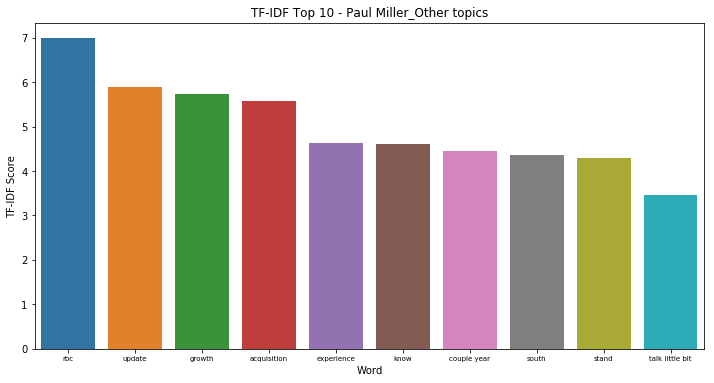 TF-IDF Top 10 - Paul Miller_Other topics
TF-IDF Score
7
6
5
4
3
2
1
0
rbc update growth acquisition experience know couple year south stand talk little bit
Word